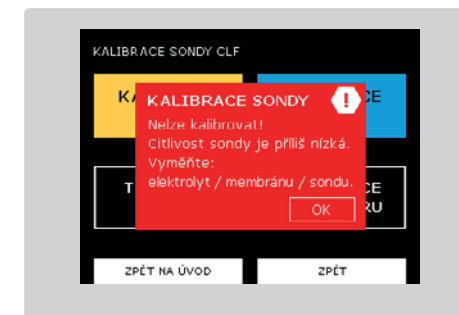 KALIBRACE SONDY CLF
KALIBRACE SONDY
Nelze kalibrovat!
Citlivost sondy je příliš nízká.
Vyměňte:
elektrolyt / membránu / sondu.
OK
ZPĚT NA ÚVOD
ZPĚT